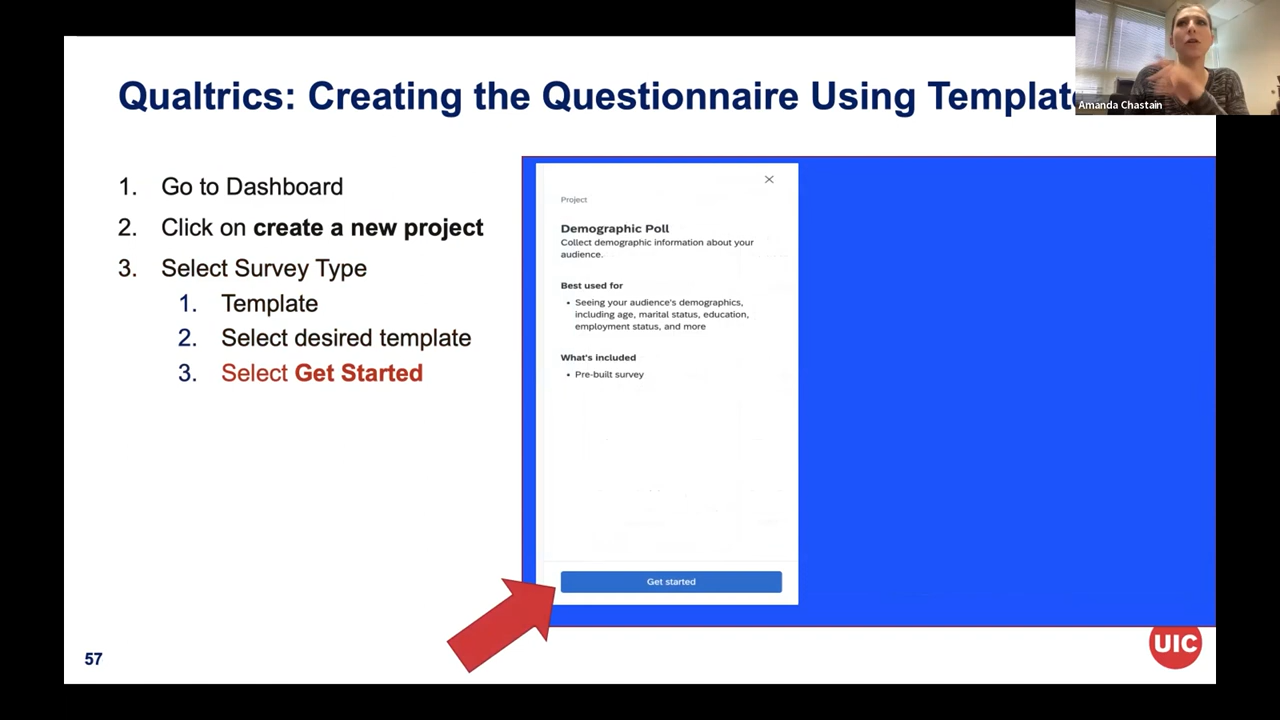 Qualtrics: Creating the Questionnaire Using Templat
Amanda Chastain
1. Go to Dashboard
2. Click on create a new project
3. Select Survey Type
1. Template
2. Select desired template
3. Select Get Started
Project
Demographic Poll
Collect demographic information about your
audience.
Best used for
• Seeing your audience's demographics,
including age, marital status, education,
employment status, and more
What's included
• Pre-built survey
Get started
57
UIC